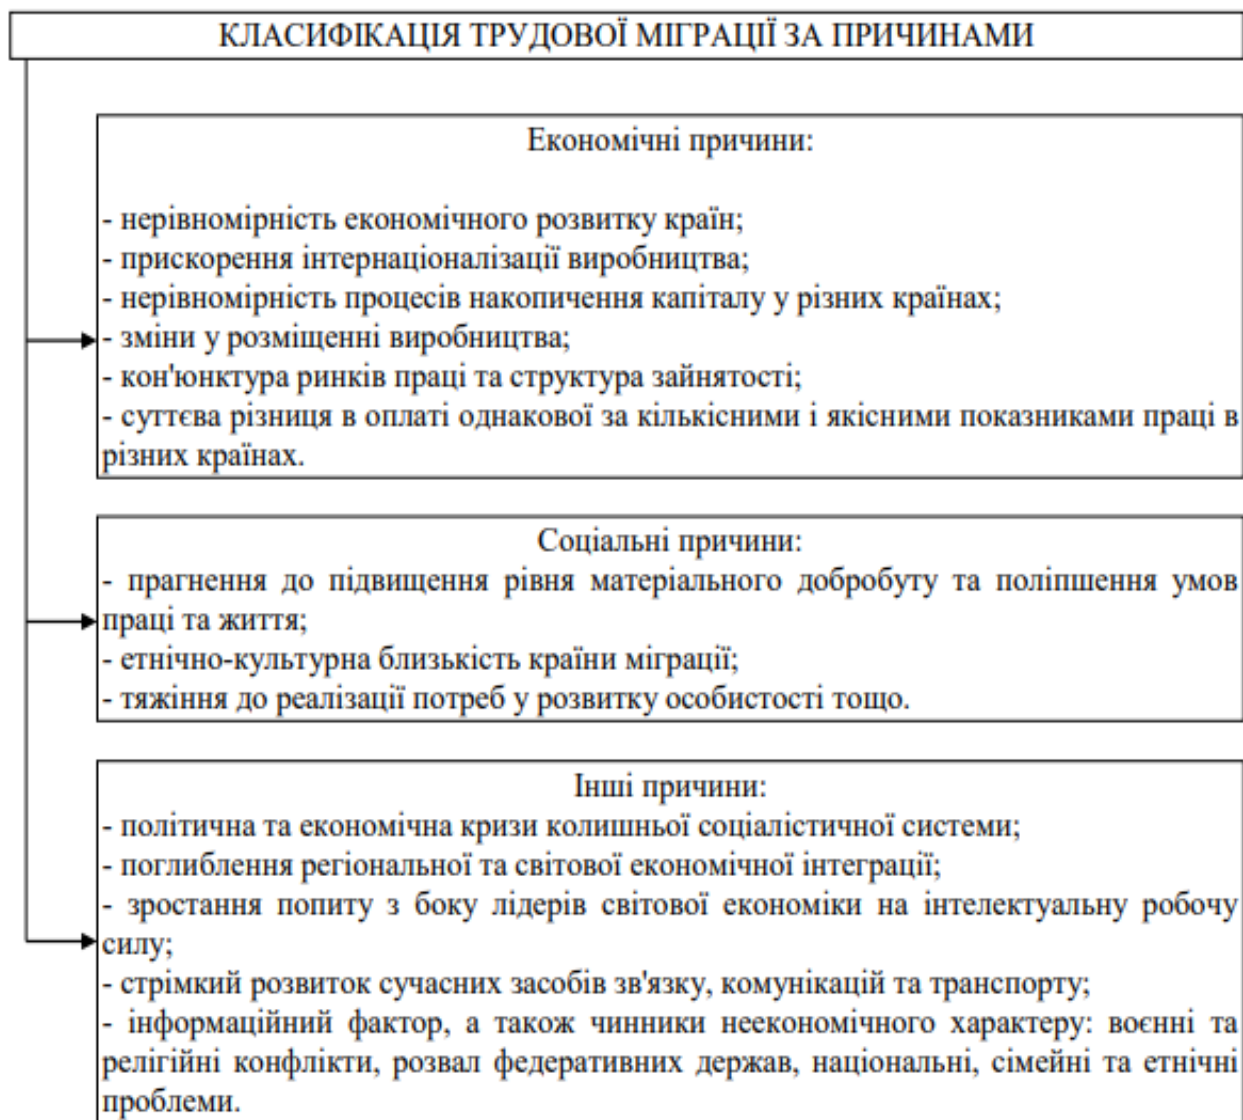 КЛАСИФІКАЦІЯ ТРУДОВОЇ МІГРАЦІЇ ЗА ПРИЧИНАМИ
Економічні причини:
- нерівномірність економічного розвитку країн;
- прискорення інтернаціоналізації виробництва;
- нерівномірність процесів накопичення капіталу у різних країнах;
- зміни у розміщенні виробництва;
- кон'юнктура ринків праці та структура зайнятості;
- суттєва різниця в оплаті однакової за кількісними і якісними показниками праці в
різних країнах.
Соціальні причини:
- прагнення до підвищення рівня матеріального добробуту та поліпшення умов
праці та життя;
- етнічно-культурна близькість країни міграції;
- тяжіння до реалізації потреб у розвитку особистості тощо.
Інші причини:
- політична та економічна кризи колишньої соціалістичної системи;
- поглиблення регіональної та світової економічної інтеграції;
- зростання попиту з боку лідерів світової економіки на інтелектуальну робочу
силу;
- стрімкий розвиток сучасних засобів зв'язку, комунікацій та транспорту;
- інформаційний фактор, а також чинники неекономічного характеру: воєнні та
релігійні конфлікти, розвал федеративних держав, національні, сімейні та етнічні
проблеми.